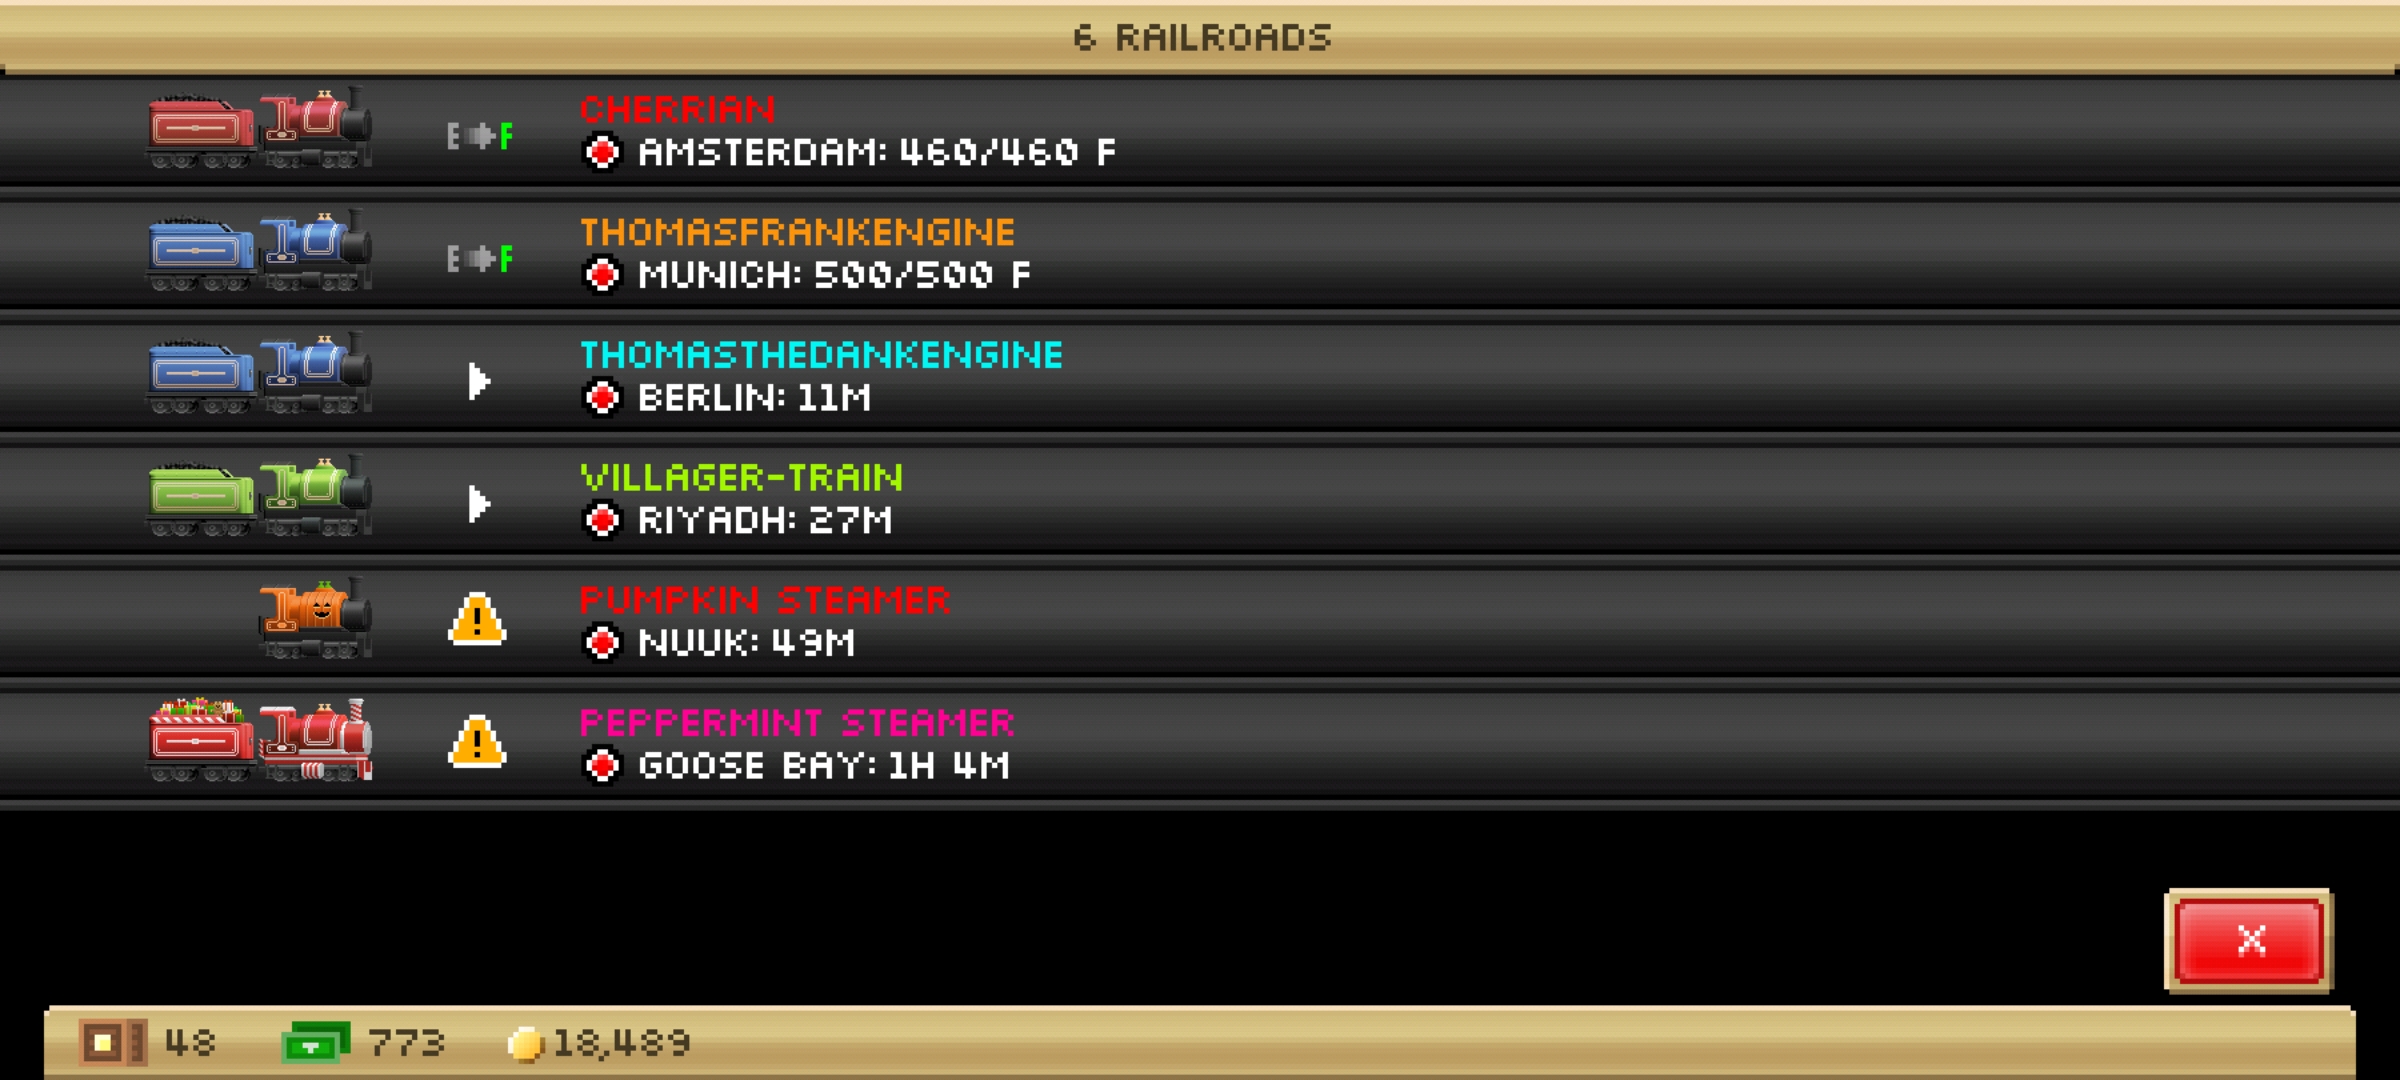 6 RAILROADS
E F
CHERRIAN
AMSTERDAM: 460/460 F
E F
THOMASFRANKENGINE
MUNICH: 500/500 F
THOMASTHEDANKENGINE
BERLIN: 11M
VILLAGER-TRAIN
RIYADH: 27M
!
PUMPKIN STEAMER
NUUK: 49M
!
PEPPERMINT STEAMER
GOOSE BAY: 1H 4M
X
48 773 18,489